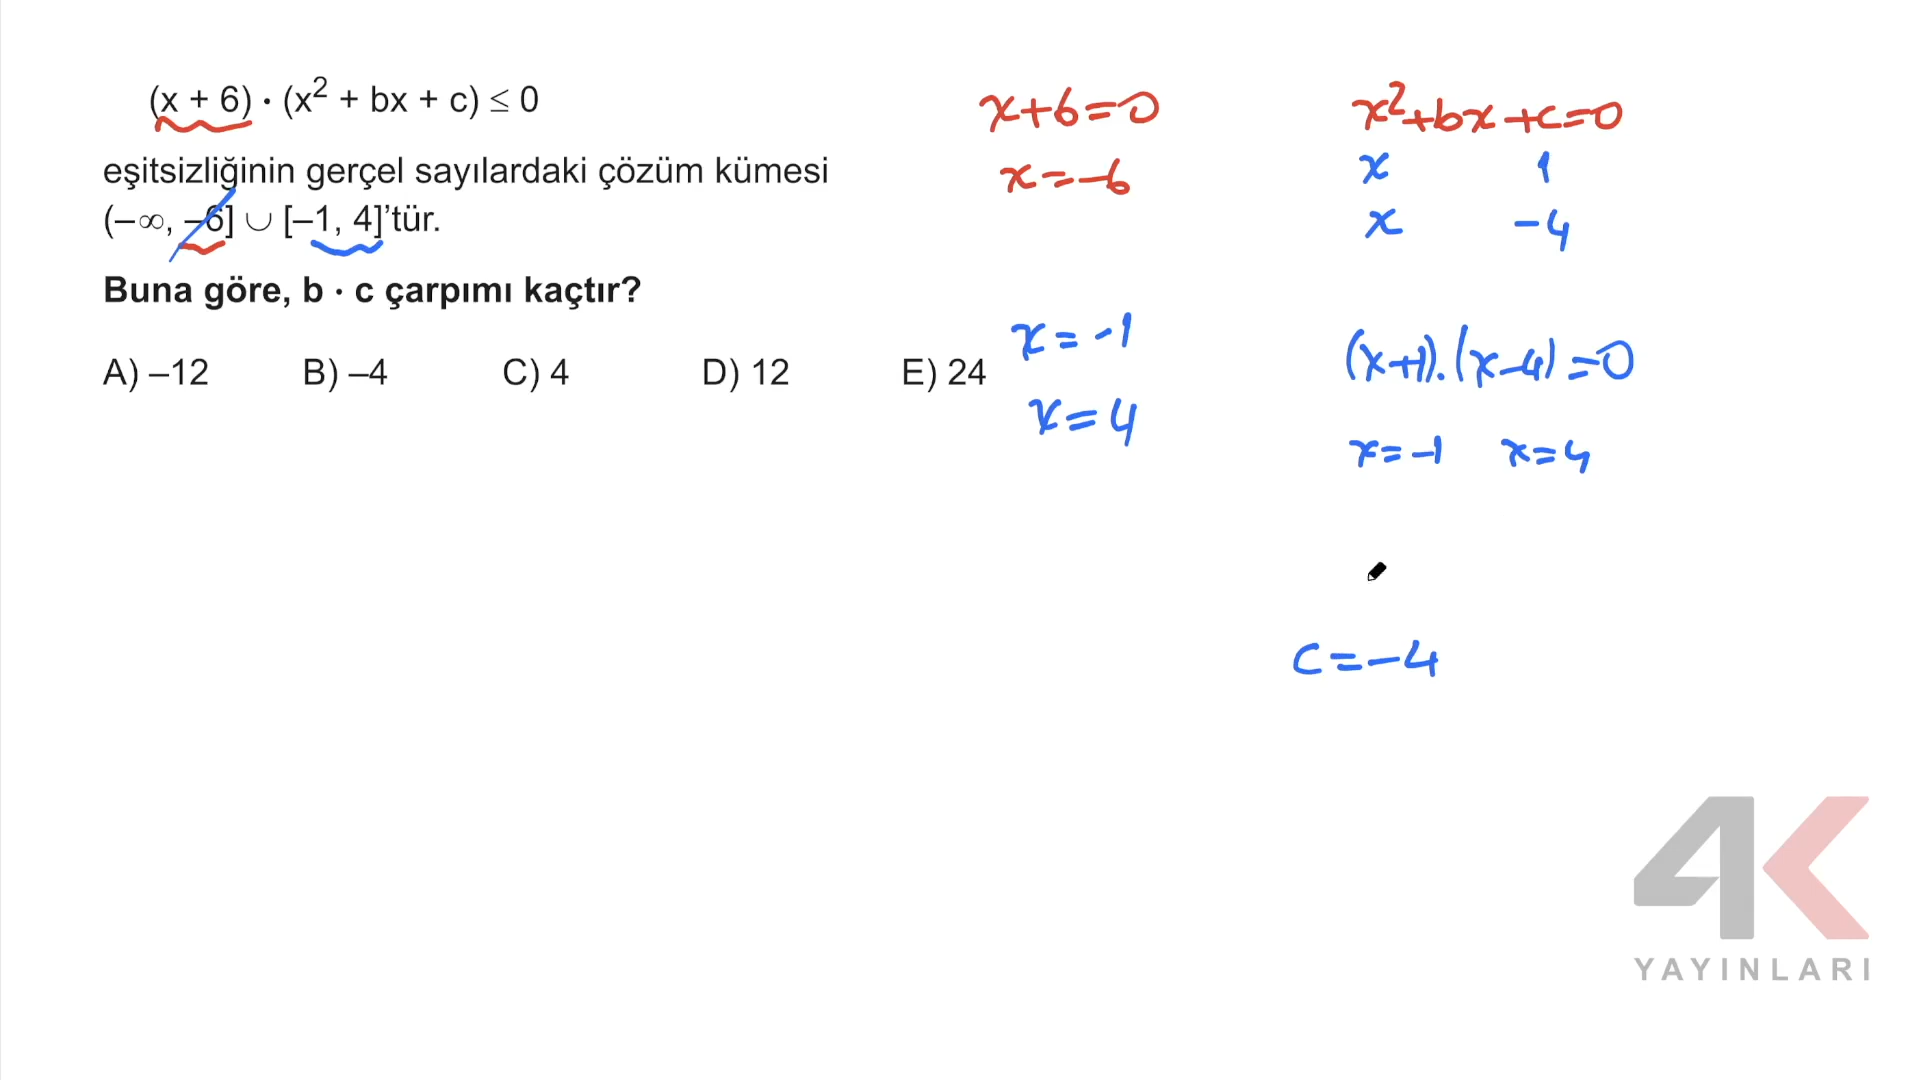 (x + 6) · (x² + bx + c) ≤ 0
eşitsizliğinin gerçel sayılardaki çözüm kümesi
(–∞, –6] ∪ [–1, 4]'tür.
Buna göre, b · c çarpımı kaçtır?
A) –12 B) –4 C) 4 D) 12 E) 24
x+6=0
x=-6
x=-1
x=4
x²+bx+c=0
x 1
x -4
(x+1).(x-4)=0
x=-1 x=4
c=-4
4K
YAYINLARI